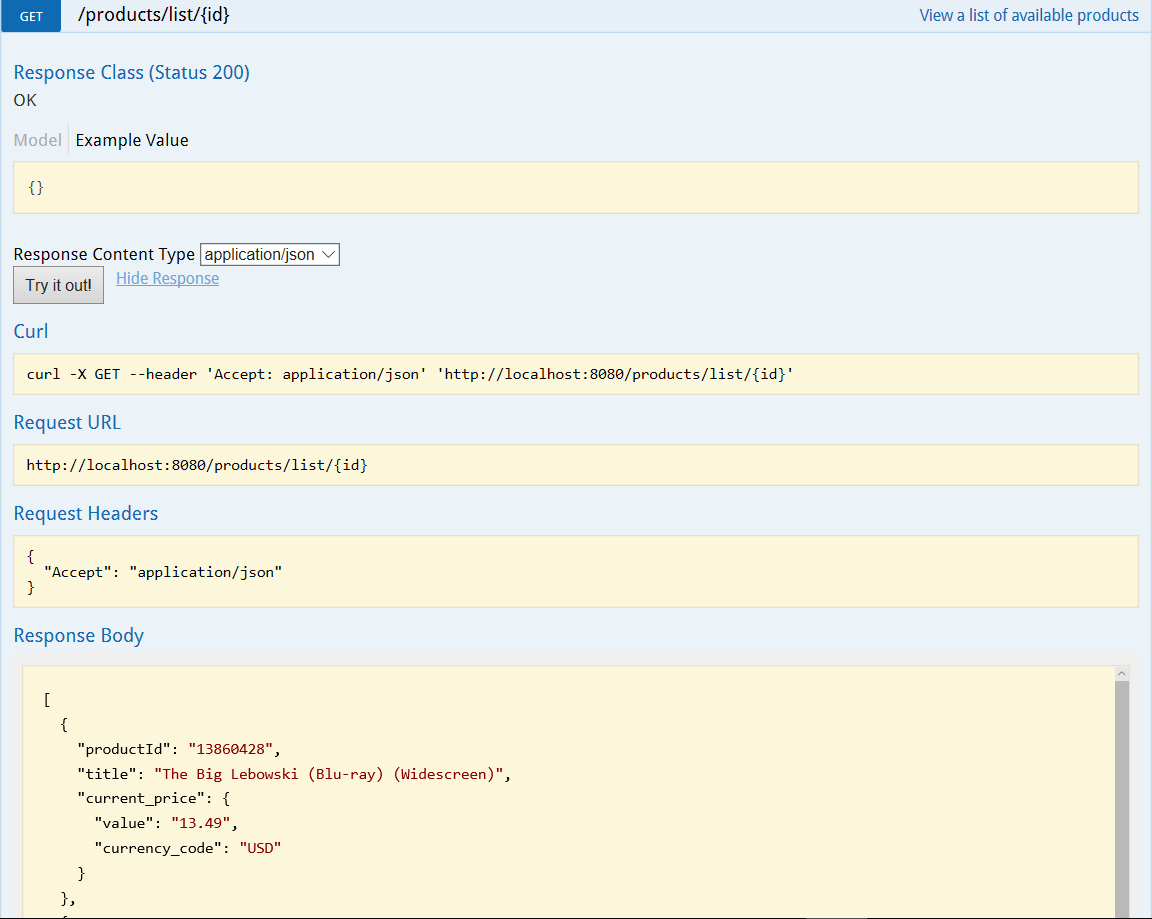 GET /products/list/{id} View a list of available products
Response Class (Status 200)
OK
Model Example Value
{}
Response Content Type application/json
Try it out! Hide Response
Curl
curl -X GET --header 'Accept: application/json' 'http://localhost:8080/products/list/{id}'
Request URL
http://localhost:8080/products/list/{id}
Request Headers
{
  "Accept": "application/json"
}
Response Body
[
  {
    "productId": "13860428",
    "title": "The Big Lebowski (Blu-ray) (Widescreen)",
    "current_price": {
      "value": "13.49",
      "currency_code": "USD"
    }
  },